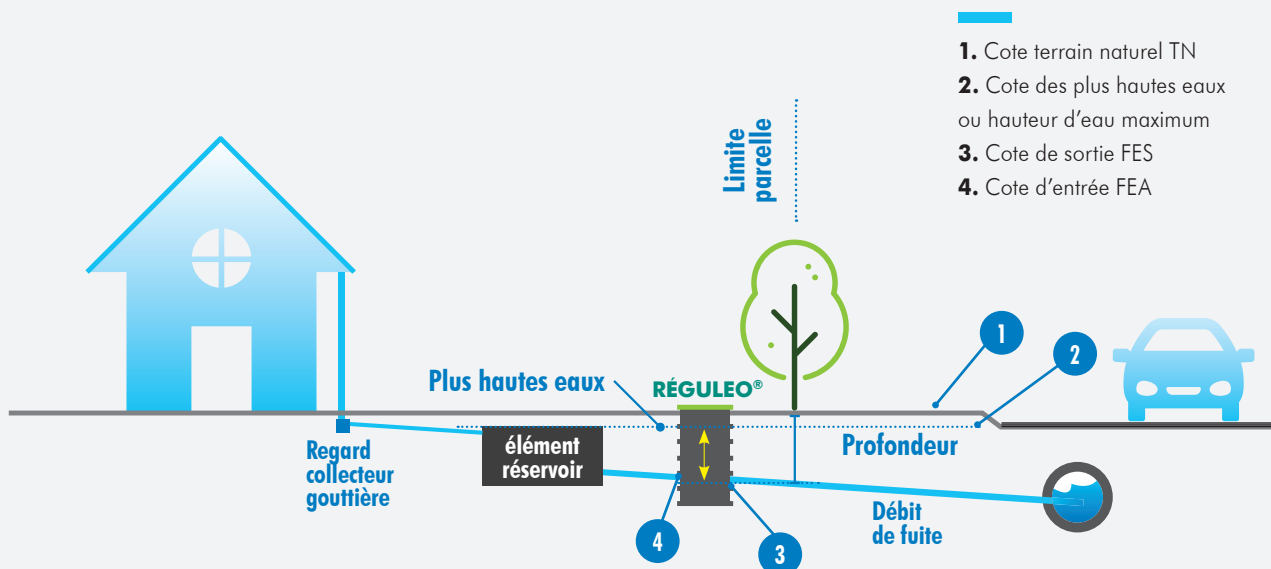 1. Cote terrain naturel TN
2. Cote des plus hautes eaux
ou hauteur d'eau maximum
3. Cote de sortie FES
4. Cote d'entrée FEA
Limite
parcelle
1
2
Plus hautes eaux
RÉGULEO®
Regard
collecteur
gouttière
élément
réservoir
Profondeur
Débit
de fuite
4
3